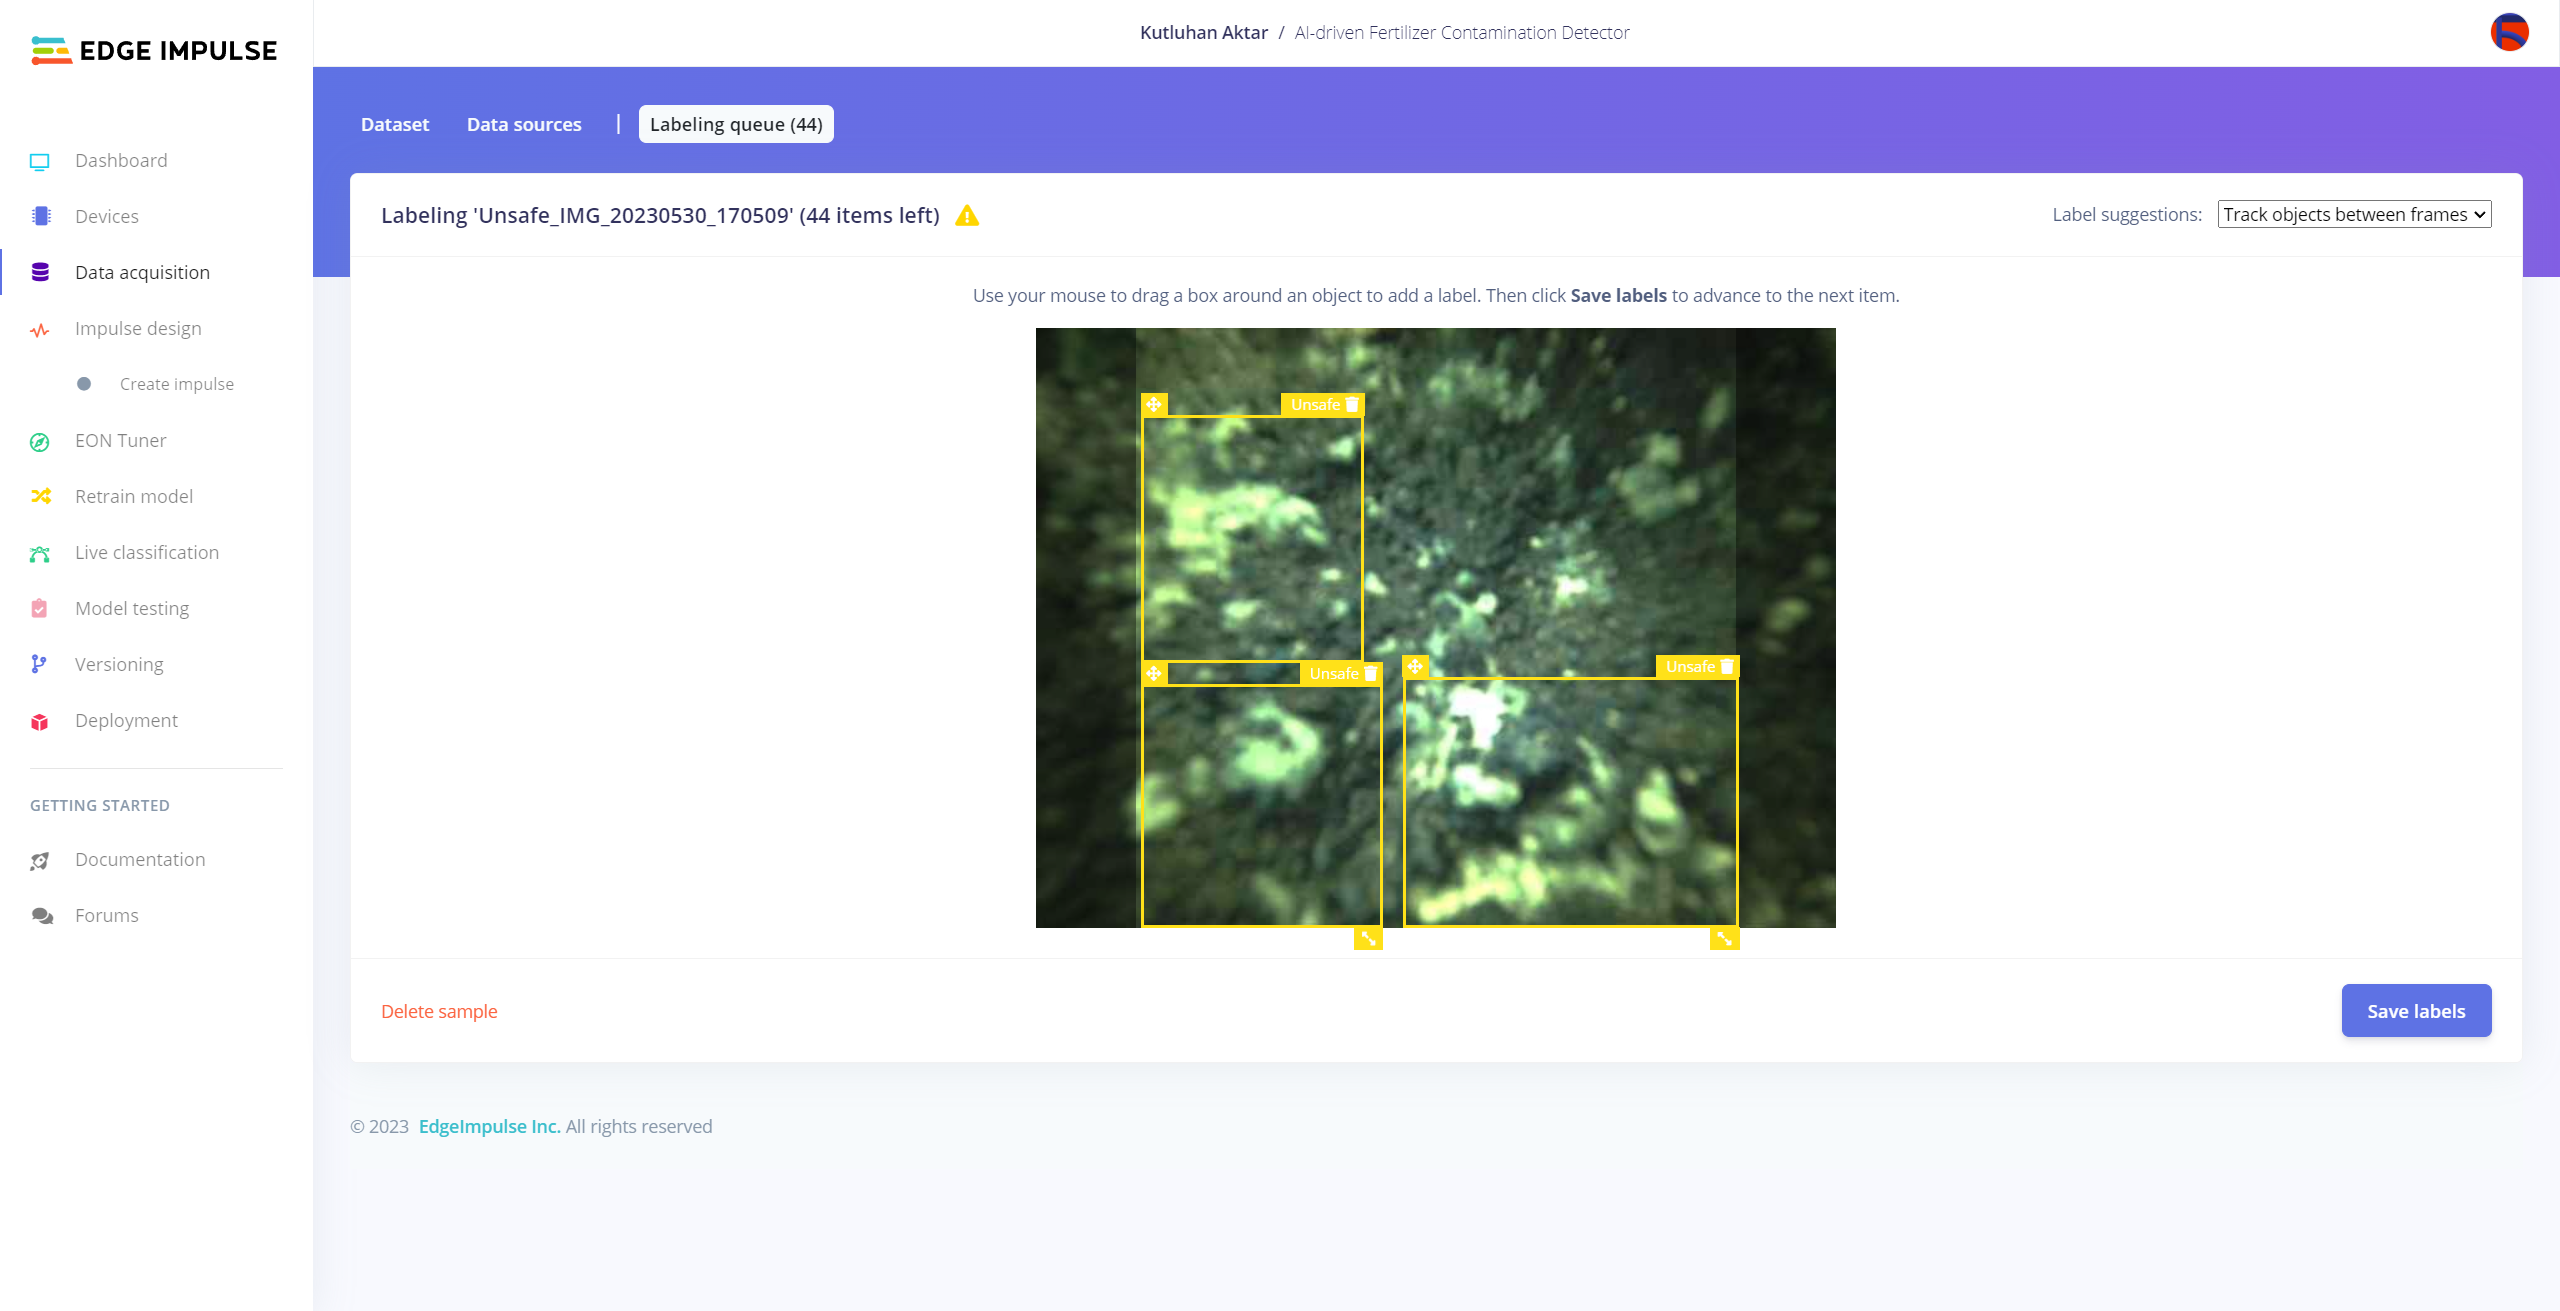 EDGE IMPULSE
Kutluhan Aktar / AI-driven Fertilizer Contamination Detector
Dashboard
Devices
Data acquisition
Impulse design
Create impulse
EON Tuner
Retrain model
Live classification
Model testing
Versioning
Deployment
GETTING STARTED
Documentation
Forums
Dataset Data sources | Labeling queue (44)
Labeling 'Unsafe_IMG_20230530_170509' (44 items left)
Label suggestions: Track objects between frames
Use your mouse to drag a box around an object to add a label. Then click Save labels to advance to the next item.
Unsafe
Unsafe
Unsafe
Delete sample
Save labels
© 2023 EdgeImpulse Inc. All rights reserved